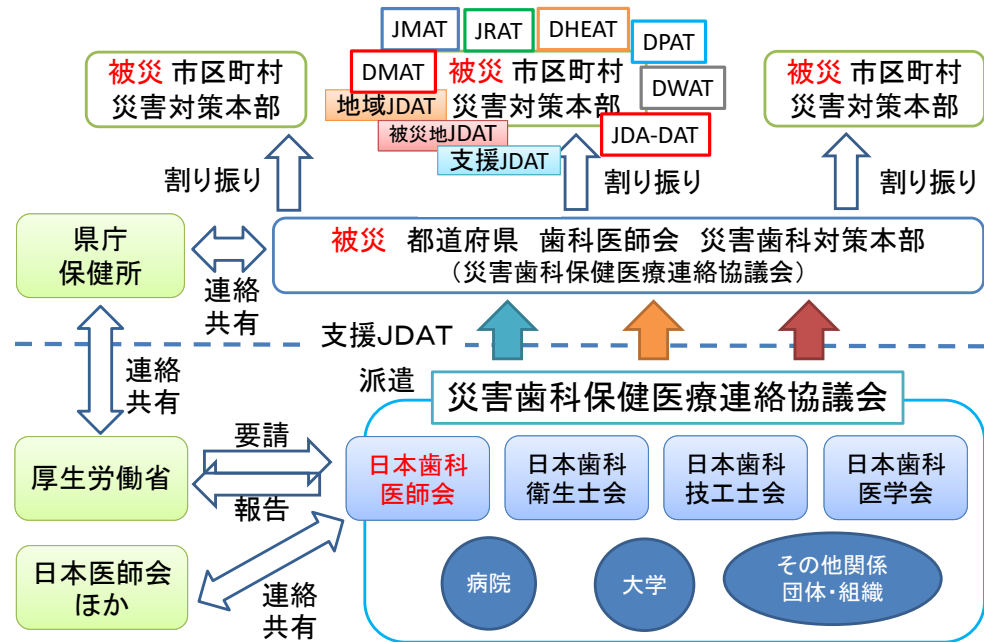 JMAT
JRAT
DHEAT
DPAT
DMAT
DWAT
地域JDAT
被災地JDAT
支援JDAT
JDA-DAT
被災 市区町村
災害対策本部
被災 市区町村
災害対策本部
被災 市区町村
災害対策本部
割り振り
割り振り
割り振り
県庁
保健所
連絡
共有
被災 都道府県 歯科医師会 災害歯科対策本部
（災害歯科保健医療連絡協議会）
支援JDAT
派遣
連絡
共有
災害歯科保健医療連絡協議会
厚生労働省
要請
報告
日本歯科
医師会
日本歯科
衛生士会
日本歯科
技工士会
日本歯科
医学会
日本医師会
ほか
連絡
共有
病院
大学
その他関係
団体・組織